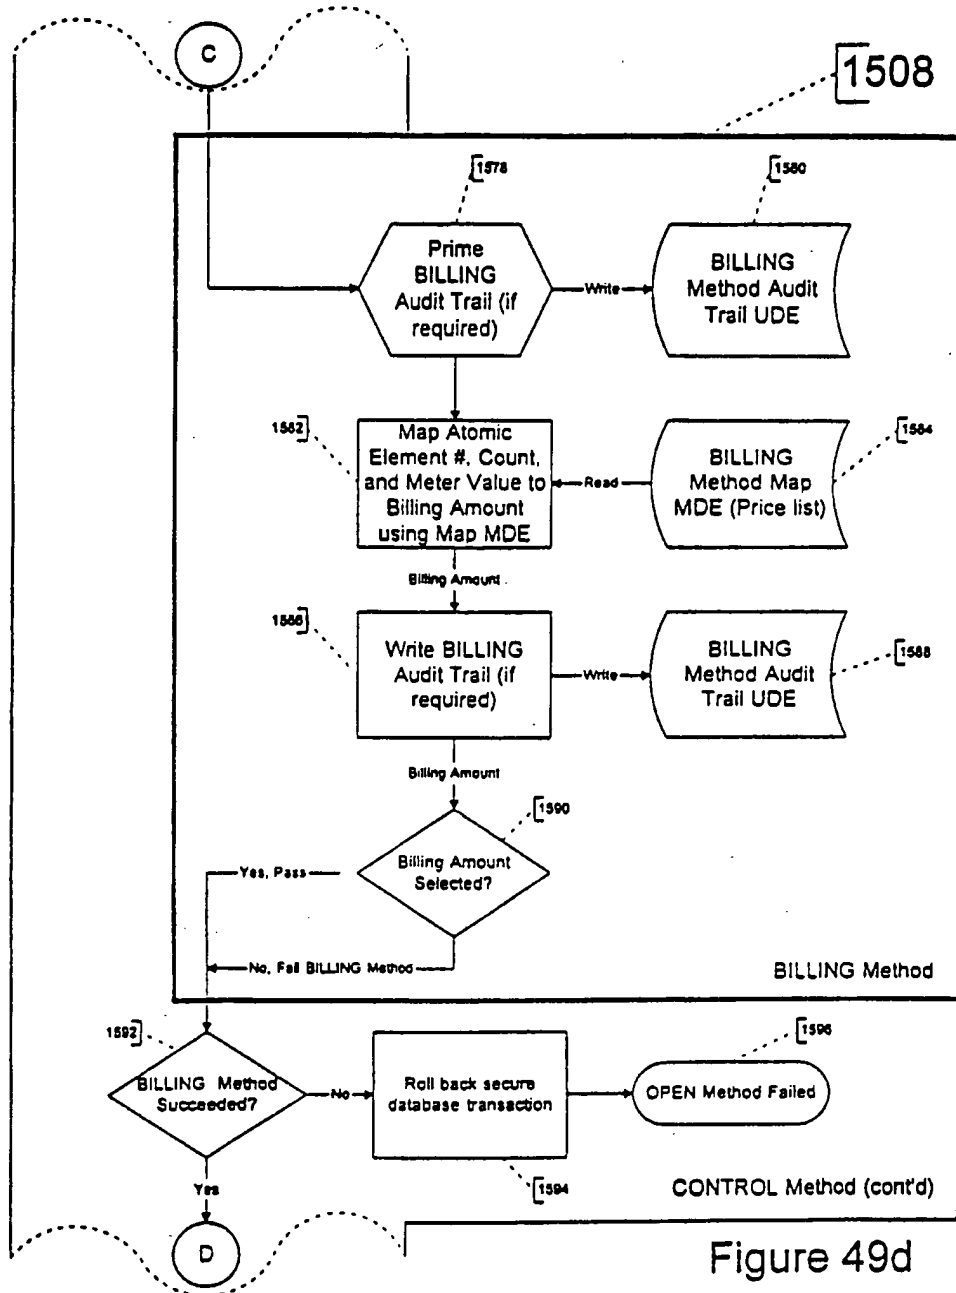 C
1508
1578
1580
Prime
BILLING
Audit Trail (if
required)
Write
BILLING
Method Audit
Trail UDE
1582
1584
Map Atomic
Element #, Count,
and Meter Value to
Billing Amount
using Map MDE
Read
BILLING
Method Map
MDE (Price list)
Billing Amount
1586
1588
Write BILLING
Audit Trail (if
required)
Write
BILLING
Method Audit
Trail UDE
Billing Amount
1590
Billing Amount
Selected?
Yes, Pass
No, Fail BILLING Method
BILLING Method
1592
1596
BILLING Method
Succeeded?
No
Roll back secure
database transaction
OPEN Method Failed
Yes
1594
CONTROL Method (cont'd)
D
Figure 49d